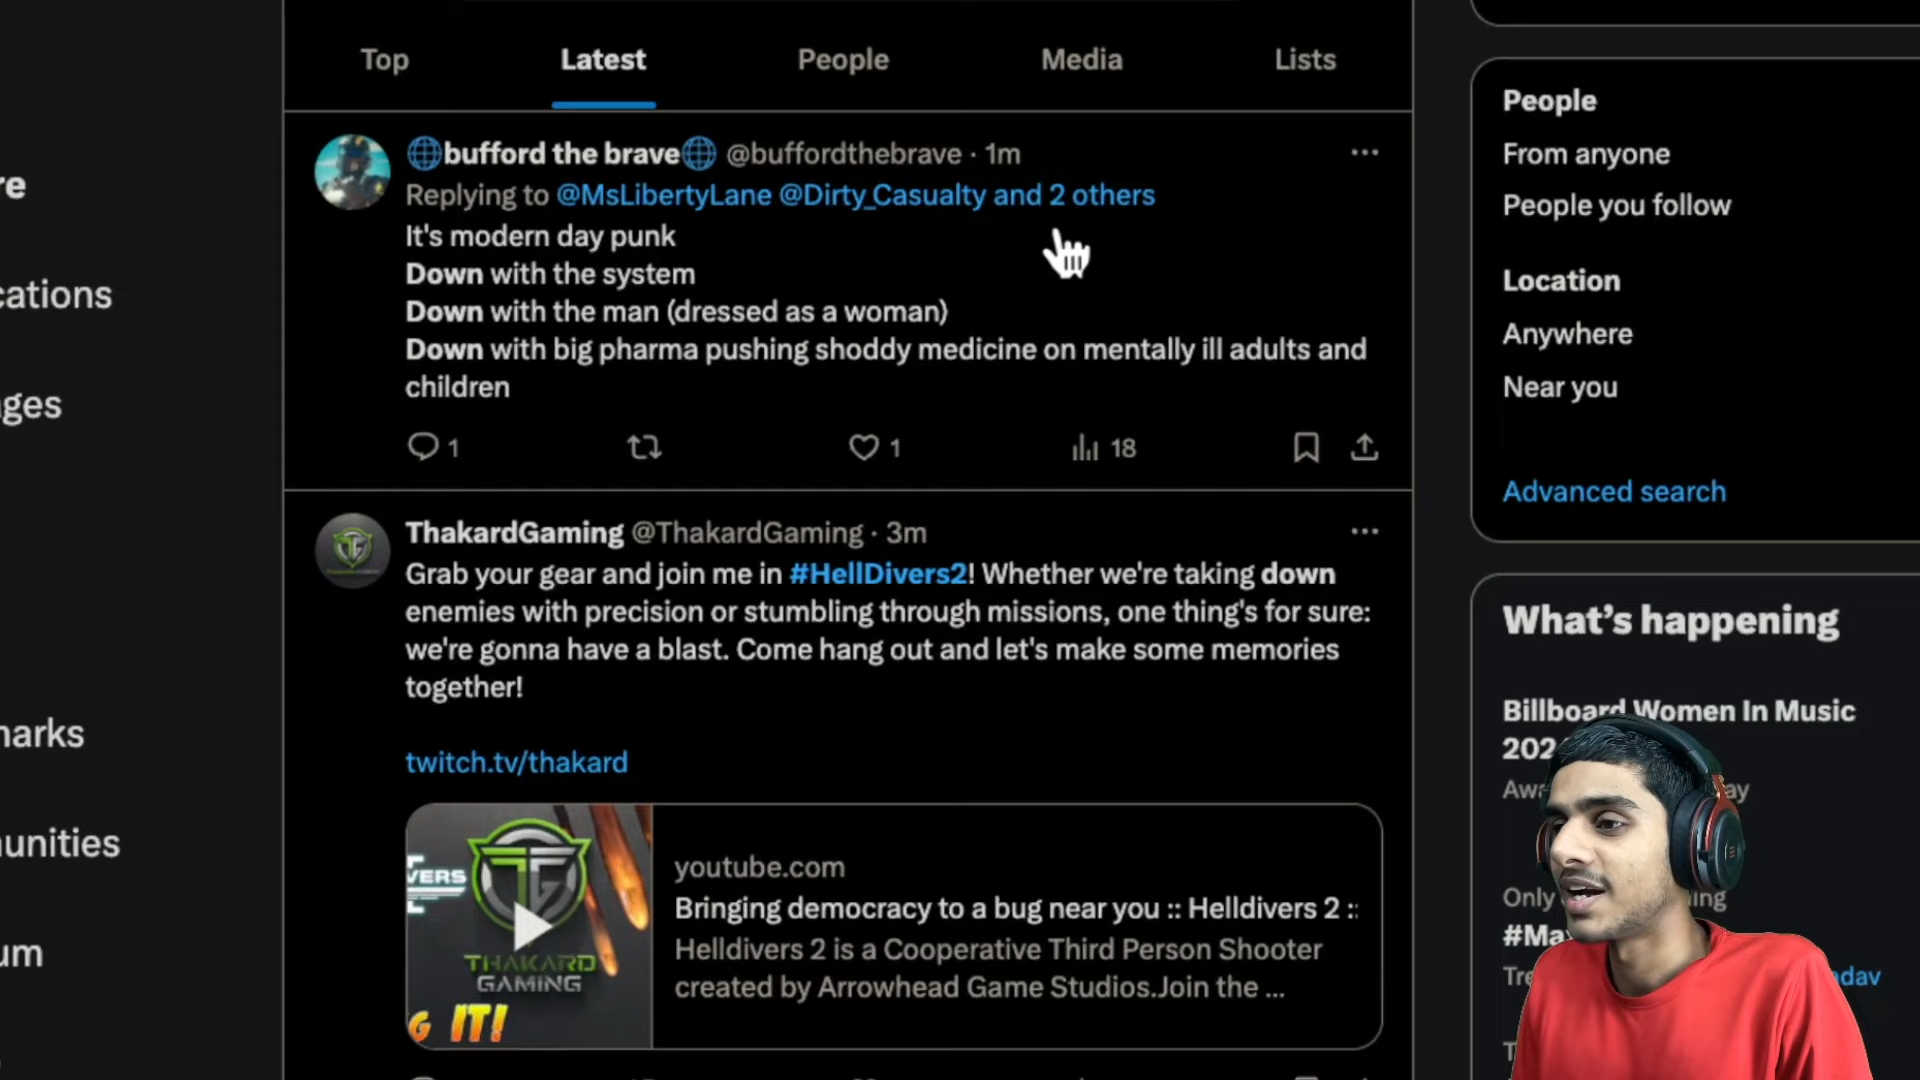 Top Latest People Media Lists
bufford the brave @buffordthebrave · 1m
Replying to @MsLibertyLane @Dirty_Casualty and 2 others
It's modern day punk
Down with the system
Down with the man (dressed as a woman)
Down with big pharma pushing shoddy medicine on mentally ill adults and
children
1 1 18
ThakardGaming @ThakardGaming · 3m
Grab your gear and join me in #HellDivers2! Whether we're taking down
enemies with precision or stumbling through missions, one thing's for sure:
we're gonna have a blast. Come hang out and let's make some memories
together!
twitch.tv/thakard
VERS
THAKARD
GAMING
G IT!
youtube.com
Bringing democracy to a bug near you :: Helldivers 2 ::
Helldivers 2 is a Cooperative Third Person Shooter
created by Arrowhead Game Studios.Join the ...
re
cations
ges
narks
unities
um
People
From anyone
People you follow
Location
Anywhere
Near you
Advanced search
What's happening
Billboard Women In Music
202
Only
#Ma
adav